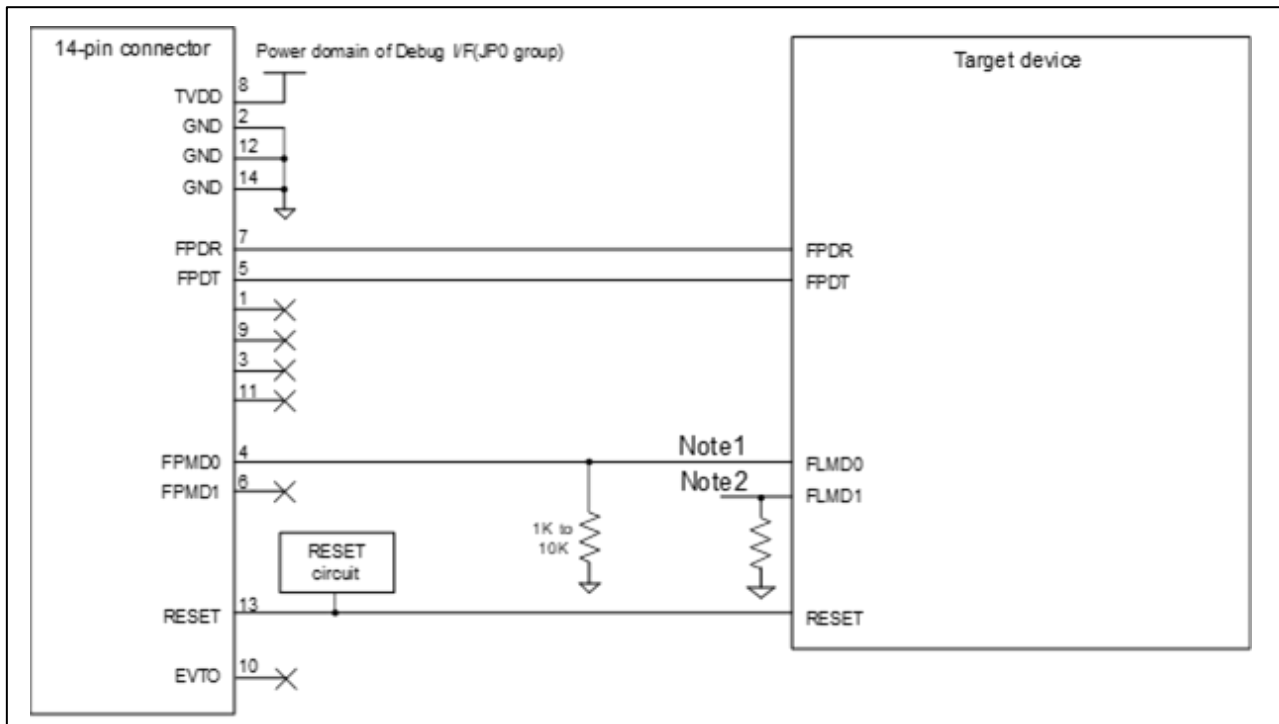 14-pin connector
Power domain of Debug I/F(JP0 group)
Target device
TVDD 8
GND 2
GND 12
GND 14
FPDR 7 FPDR
FPDT 5 FPDT
1
9
3
11
FPMD0 4 Note1 FLMD0
FPMD1 6 Note2 FLMD1
1K to
10K
RESET
circuit
RESET 13 RESET
EVTO 10